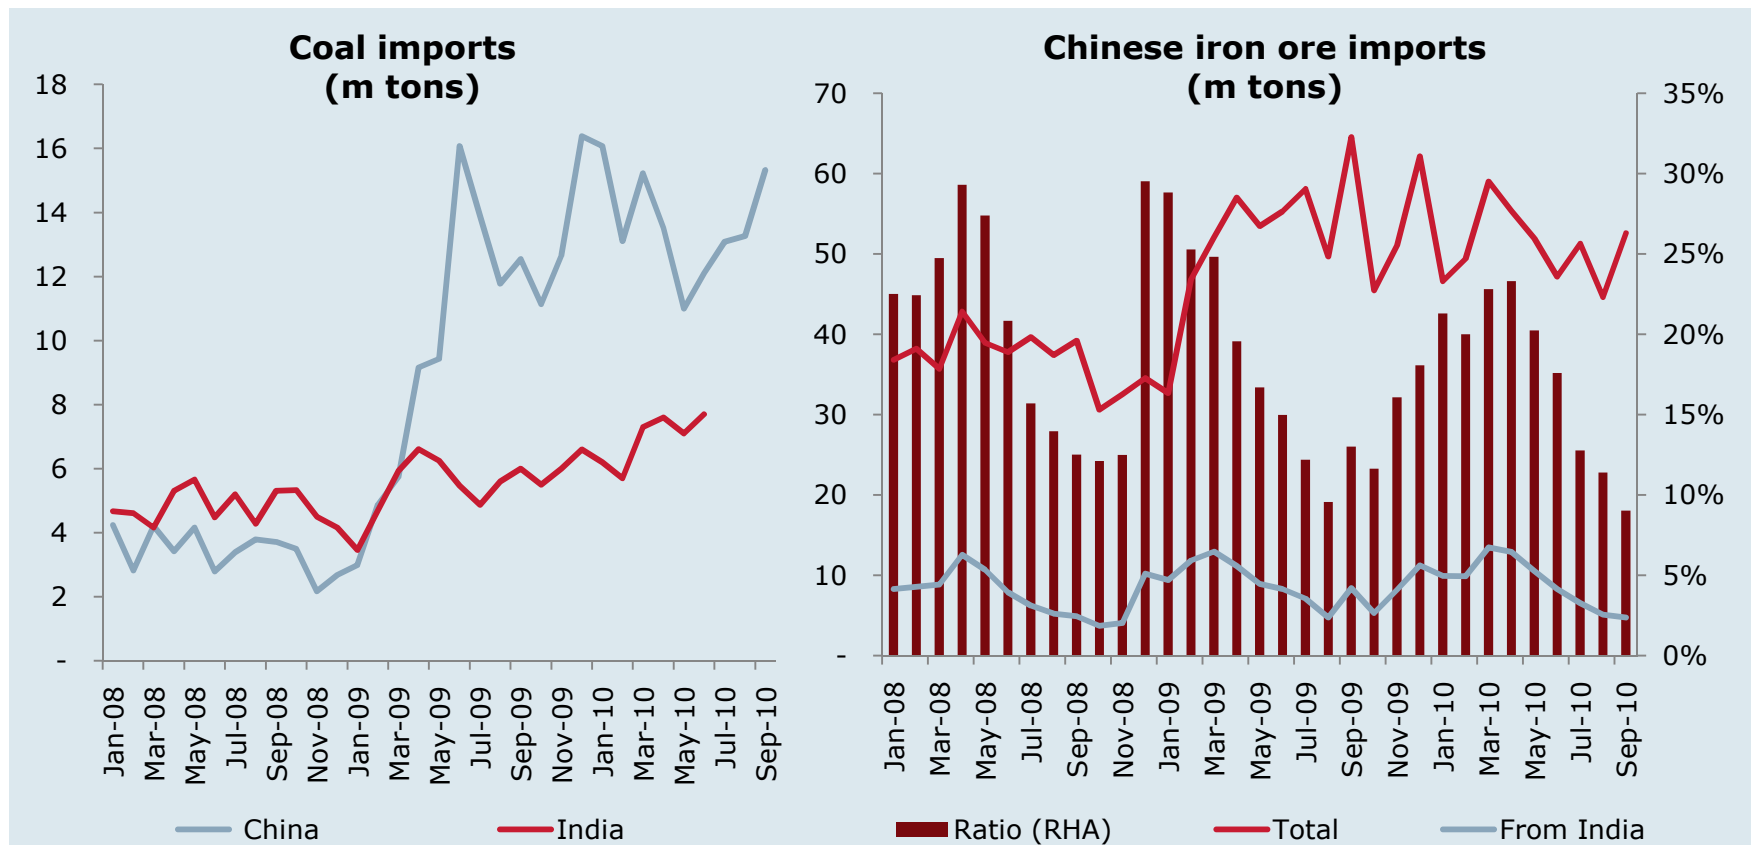 Coal imports
(m tons)
18
16
14
12
10
8
6
4
2
-
Jan-08
Mar-08
May-08
Jul-08
Sep-08
Nov-08
Jan-09
Mar-09
May-09
Jul-09
Sep-09
Nov-09
Jan-10
Mar-10
May-10
Jul-10
Sep-10
China
India
Chinese iron ore imports
(m tons)
70
60
50
40
30
20
10
-
35%
30%
25%
20%
15%
10%
5%
0%
Jan-08
Mar-08
May-08
Jul-08
Sep-08
Nov-08
Jan-09
Mar-09
May-09
Jul-09
Sep-09
Nov-09
Jan-10
Mar-10
May-10
Jul-10
Sep-10
Ratio (RHA)
Total
From India